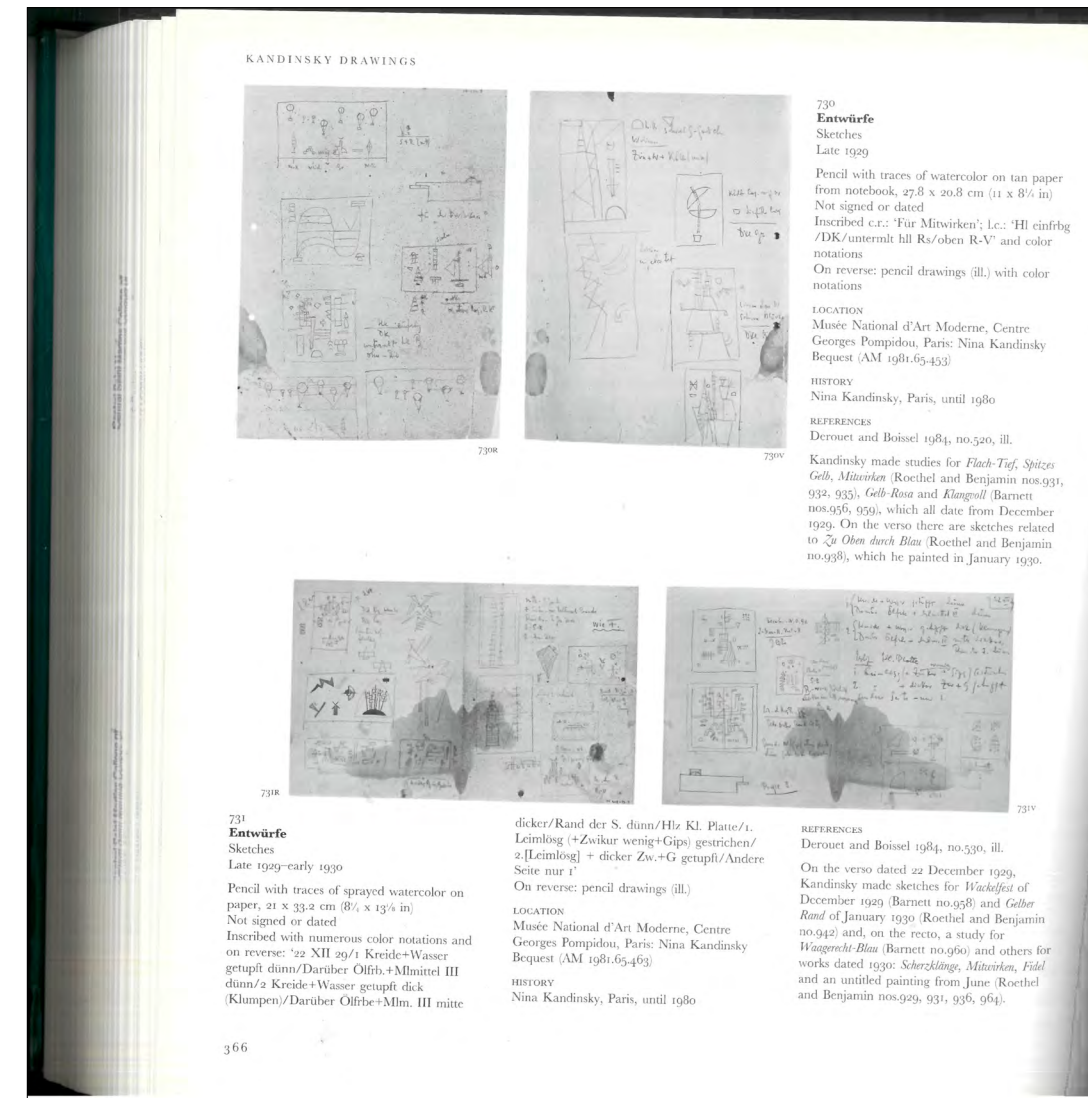 KANDINSKY DRAWINGS
730R
730V
730
Entwürfe
Sketches
Late 1929
Pencil with traces of watercolor on tan paper
from notebook, 27.8 x 20.8 cm (11 x 8¼ in)
Not signed or dated
Inscribed c.r.: ‘Für Mitwirken’; l.c.: ‘Hl einfrbg
/DK/untermlt hll Rs/oben R-V’ and color
notations
On reverse: pencil drawings (ill.) with color
notations
LOCATION
Musée National d’Art Moderne, Centre
Georges Pompidou, Paris: Nina Kandinsky
Bequest (AM 1981.65.453)
HISTORY
Nina Kandinsky, Paris, until 1980
REFERENCES
Derouet and Boissel 1984, no.520, ill.
Kandinsky made studies for Flach-Tief, Spitzes
Gelb, Mitwirken (Roethel and Benjamin nos.931,
932, 935), Gelb-Rosa and Klangvoll (Barnett
nos.956, 959), which all date from December
1929. On the verso there are sketches related
to Zu Oben durch Blau (Roethel and Benjamin
no.938), which he painted in January 1930.
731R
731V
731
Entwürfe
Sketches
Late 1929–early 1930
Pencil with traces of sprayed watercolor on
paper, 21 x 33.2 cm (8¼ x 13⅛ in)
Not signed or dated
Inscribed with numerous color notations and
on reverse: ‘22 XII 29/1 Kreide+Wasser
getupft dünn/Darüber Ölfrb.+Mlmittel III
dünn/2 Kreide+Wasser getupft dick
(Klumpen)/Darüber Ölfrbe+Mlm. III mitte
dicker/Rand der S. dünn/Hlz Kl. Platte/1.
Leimlösg (+Zwikur wenig+Gips) gestrichen/
2.[Leimlösg] + dicker Zw.+G getupft/Andere
Seite nur 1’
On reverse: pencil drawings (ill.)
LOCATION
Musée National d’Art Moderne, Centre
Georges Pompidou, Paris: Nina Kandinsky
Bequest (AM 1981.65.463)
HISTORY
Nina Kandinsky, Paris, until 1980
REFERENCES
Derouet and Boissel 1984, no.530, ill.
On the verso dated 22 December 1929,
Kandinsky made sketches for Wackelfest of
December 1929 (Barnett no.958) and Gelber
Rand of January 1930 (Roethel and Benjamin
no.942) and, on the recto, a study for
Waagerecht-Blau (Barnett no.960) and others for
works dated 1930: Scherzklänge, Mitwirken, Fidel
and an untitled painting from June (Roethel
and Benjamin nos.929, 931, 936, 964).
366